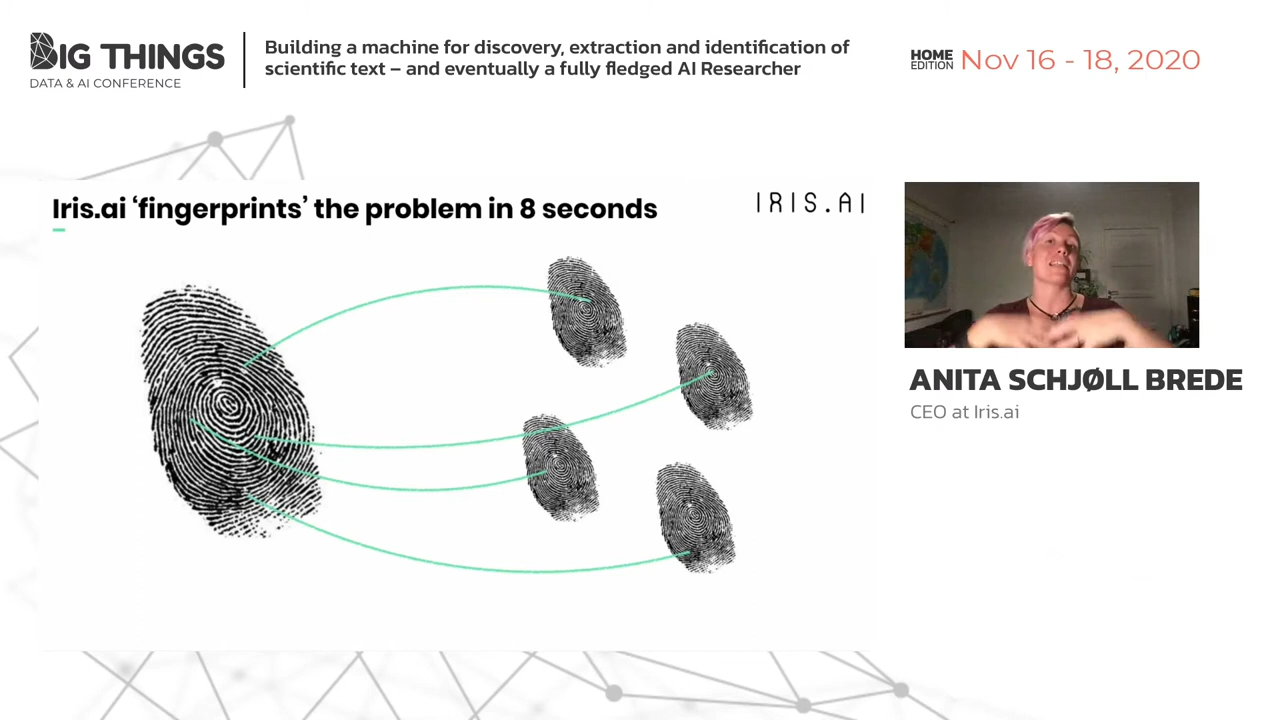 BIG THINGS
DATA & AI CONFERENCE
Building a machine for discovery, extraction and identification of
scientific text – and eventually a fully fledged AI Researcher
HOME
EDITION
Nov 16 - 18, 2020
Iris.ai ‘fingerprints’ the problem in 8 seconds
IRIS.AI
ANITA SCHJØLL BREDE
CEO at Iris.ai